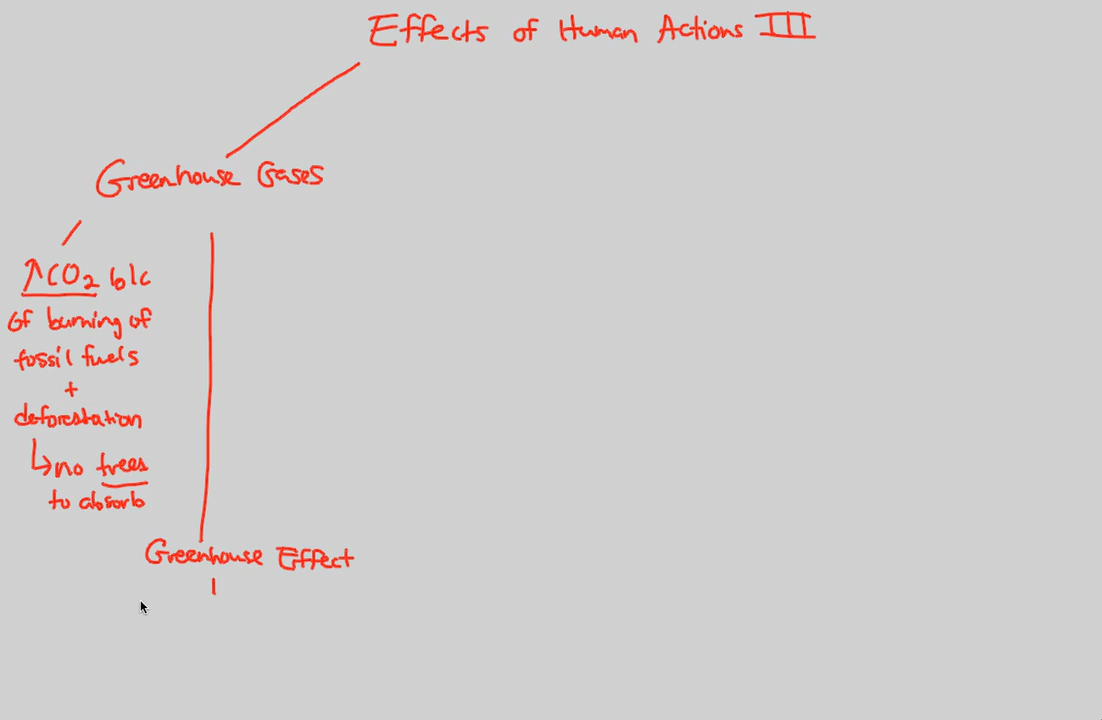 Effects of Human Actions III
Greenhouse Gases
↑CO₂ b/c
of burning of
fossil fuels
+
deforestation
↳ no trees
to absorb
Greenhouse Effect